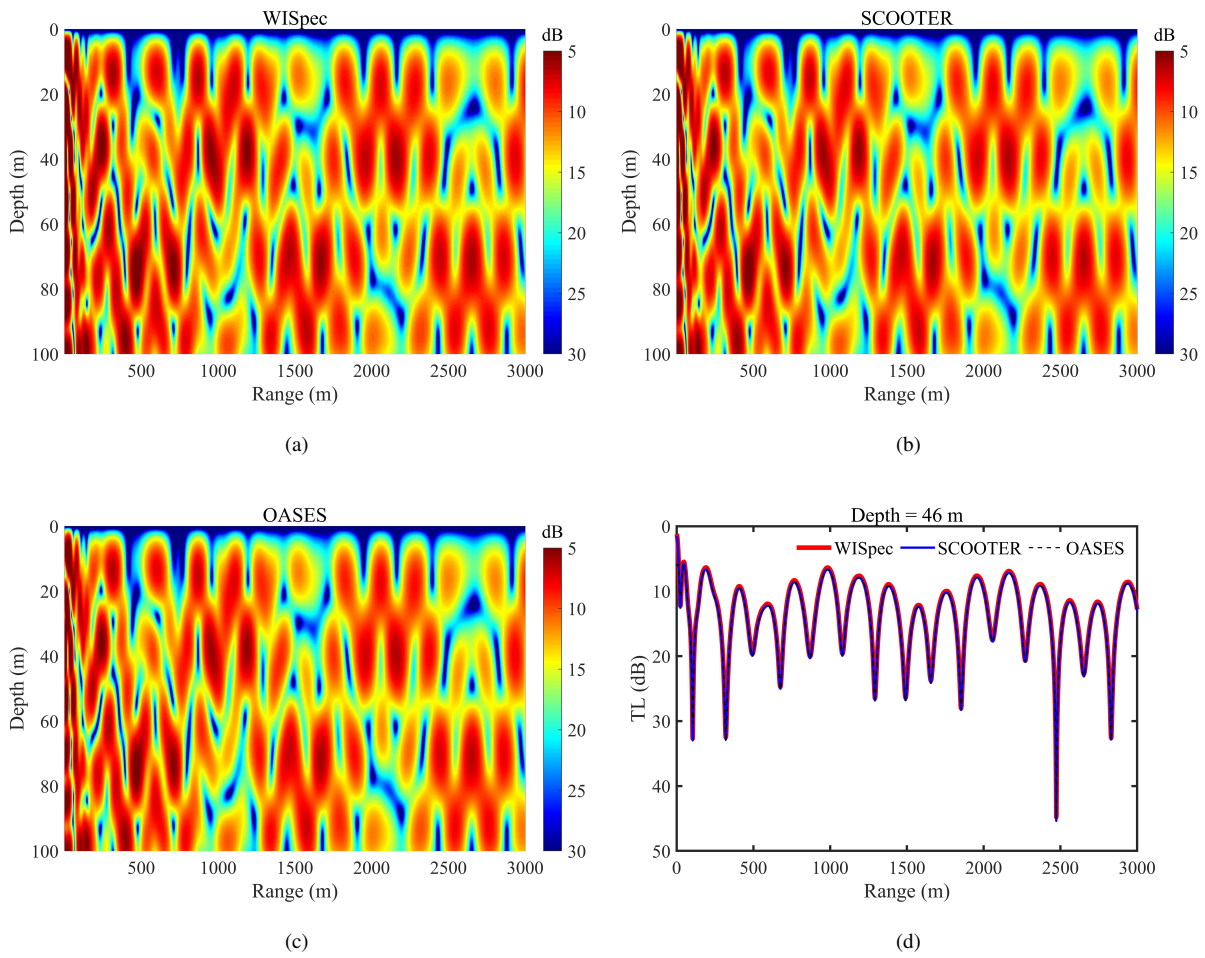 WISpec
dB
0
20
40
60
80
100
Depth (m)
5
10
15
20
25
30
500 1000 1500 2000 2500 3000
Range (m)
(a)
SCOOTER
dB
0
20
40
60
80
100
Depth (m)
5
10
15
20
25
30
500 1000 1500 2000 2500 3000
Range (m)
(b)
OASES
dB
0
20
40
60
80
100
Depth (m)
5
10
15
20
25
30
500 1000 1500 2000 2500 3000
Range (m)
(c)
Depth = 46 m
WISpec SCOOTER OASES
0
10
20
30
40
50
TL (dB)
0 500 1000 1500 2000 2500 3000
Range (m)
(d)